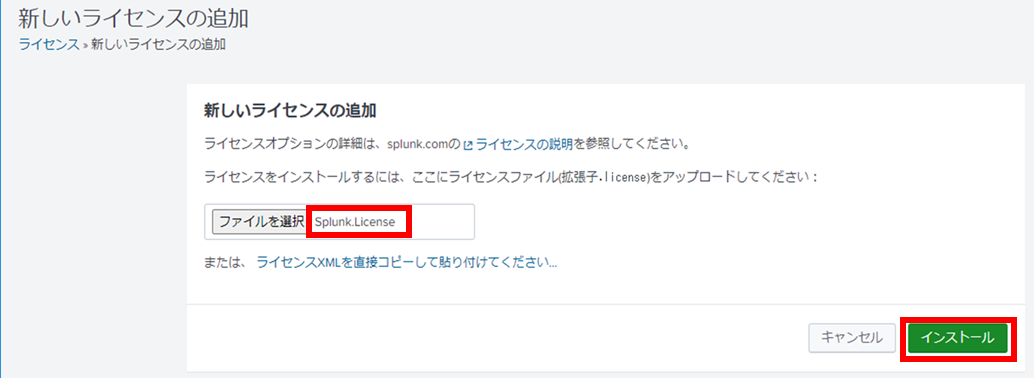 新しいライセンスの追加
ライセンス » 新しいライセンスの追加
新しいライセンスの追加
ライセンスオプションの詳細は、splunk.comの ライセンスの説明を参照してください。
ライセンスをインストールするには、ここにライセンスファイル(拡張子.license)をアップロードしてください：
ファイルを選択 Splunk.License
または、 ライセンスXMLを直接コピーして貼り付けてください...
キャンセル インストール